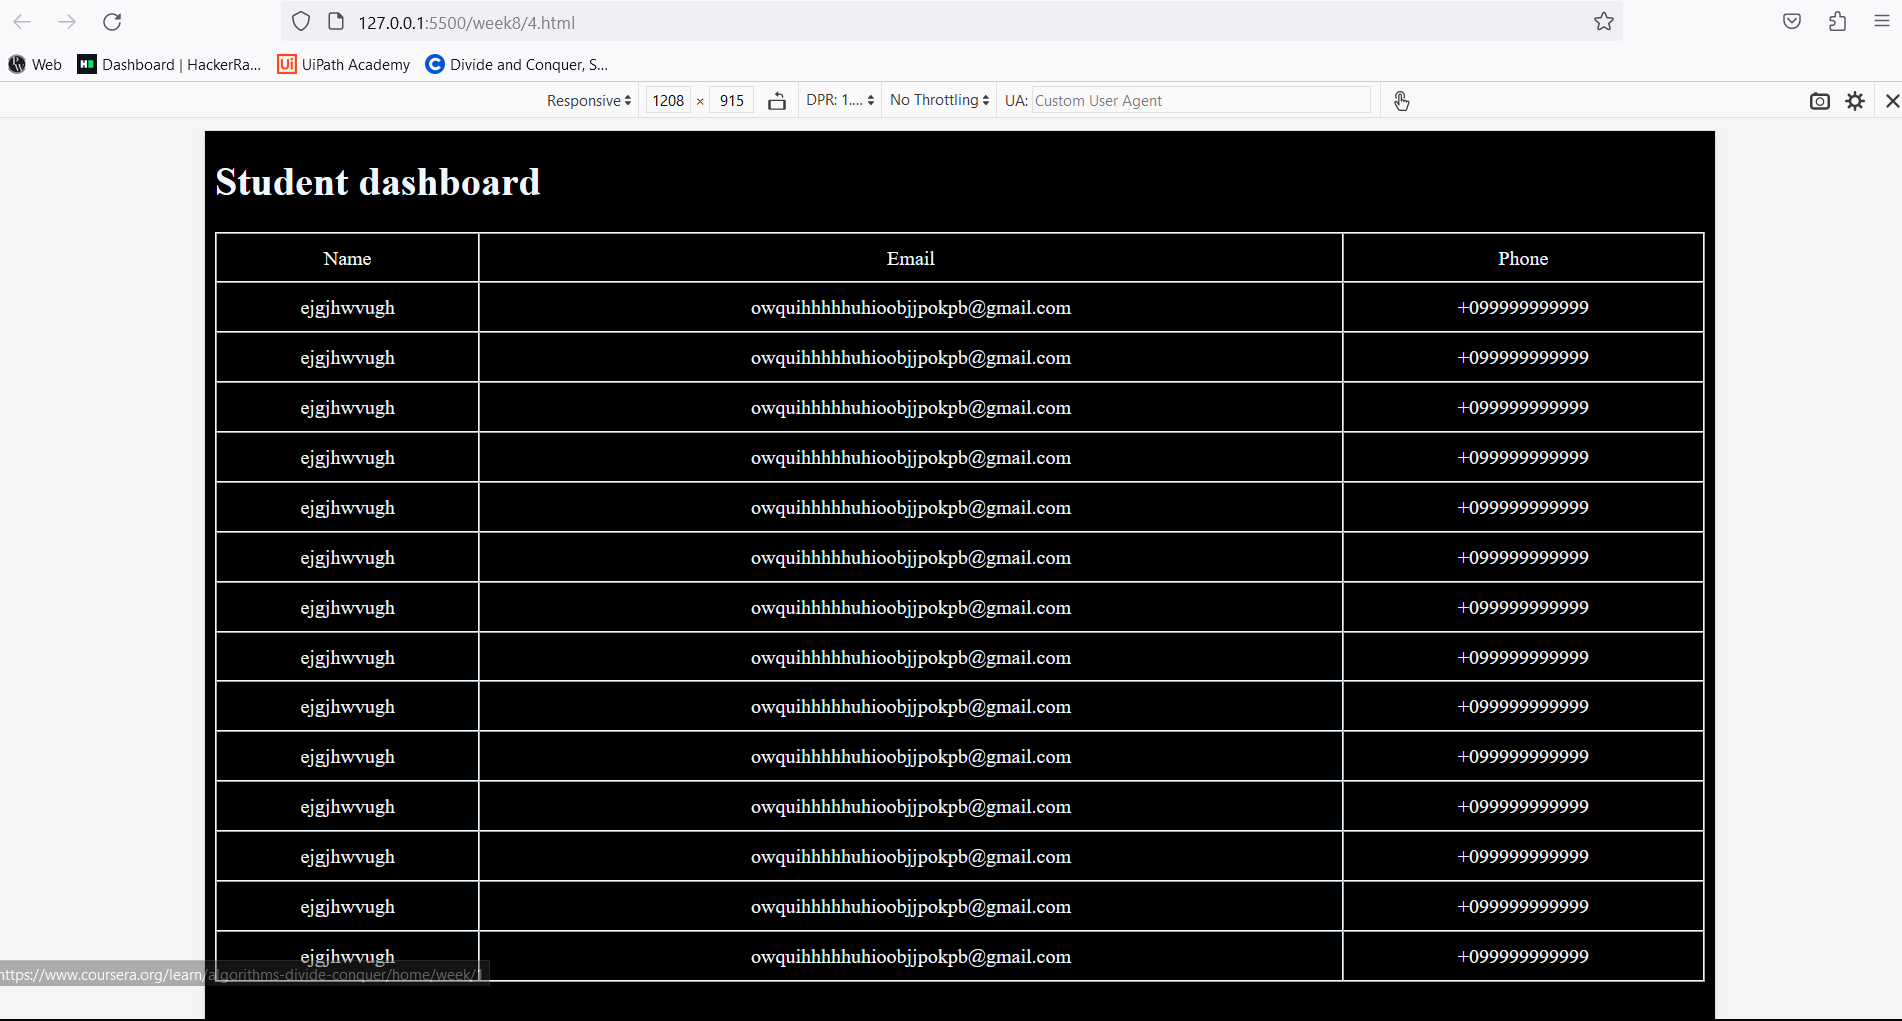 127.0.0.1:5500/week8/4.html
Web Dashboard | HackerRa... UiPath Academy Divide and Conquer, S...
Responsive 1208 × 915 DPR: 1.... No Throttling UA: Custom User Agent
Student dashboard
Name Email Phone
ejgjhwvugh owquihhhhhuhioobjjpokpb@gmail.com +099999999999
ejgjhwvugh owquihhhhhuhioobjjpokpb@gmail.com +099999999999
ejgjhwvugh owquihhhhhuhioobjjpokpb@gmail.com +099999999999
ejgjhwvugh owquihhhhhuhioobjjpokpb@gmail.com +099999999999
ejgjhwvugh owquihhhhhuhioobjjpokpb@gmail.com +099999999999
ejgjhwvugh owquihhhhhuhioobjjpokpb@gmail.com +099999999999
ejgjhwvugh owquihhhhhuhioobjjpokpb@gmail.com +099999999999
ejgjhwvugh owquihhhhhuhioobjjpokpb@gmail.com +099999999999
ejgjhwvugh owquihhhhhuhioobjjpokpb@gmail.com +099999999999
ejgjhwvugh owquihhhhhuhioobjjpokpb@gmail.com +099999999999
ejgjhwvugh owquihhhhhuhioobjjpokpb@gmail.com +099999999999
ejgjhwvugh owquihhhhhuhioobjjpokpb@gmail.com +099999999999
ejgjhwvugh owquihhhhhuhioobjjpokpb@gmail.com +099999999999
ejgjhwvugh owquihhhhhuhioobjjpokpb@gmail.com +099999999999
https://www.coursera.org/learn/algorithms-divide-conquer/home/week/1